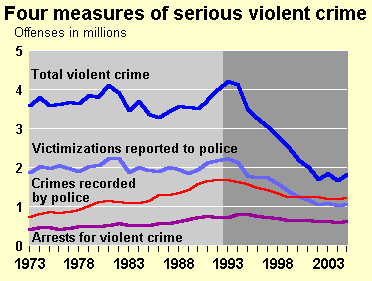 Four measures of serious violent crime
Offenses in millions
5
Total violent crime
4
3
Victimizations reported to police
2
Crimes recorded
by police
1
Arrests for violent crime
0
1973 1978 1983 1988 1993 1998 2003